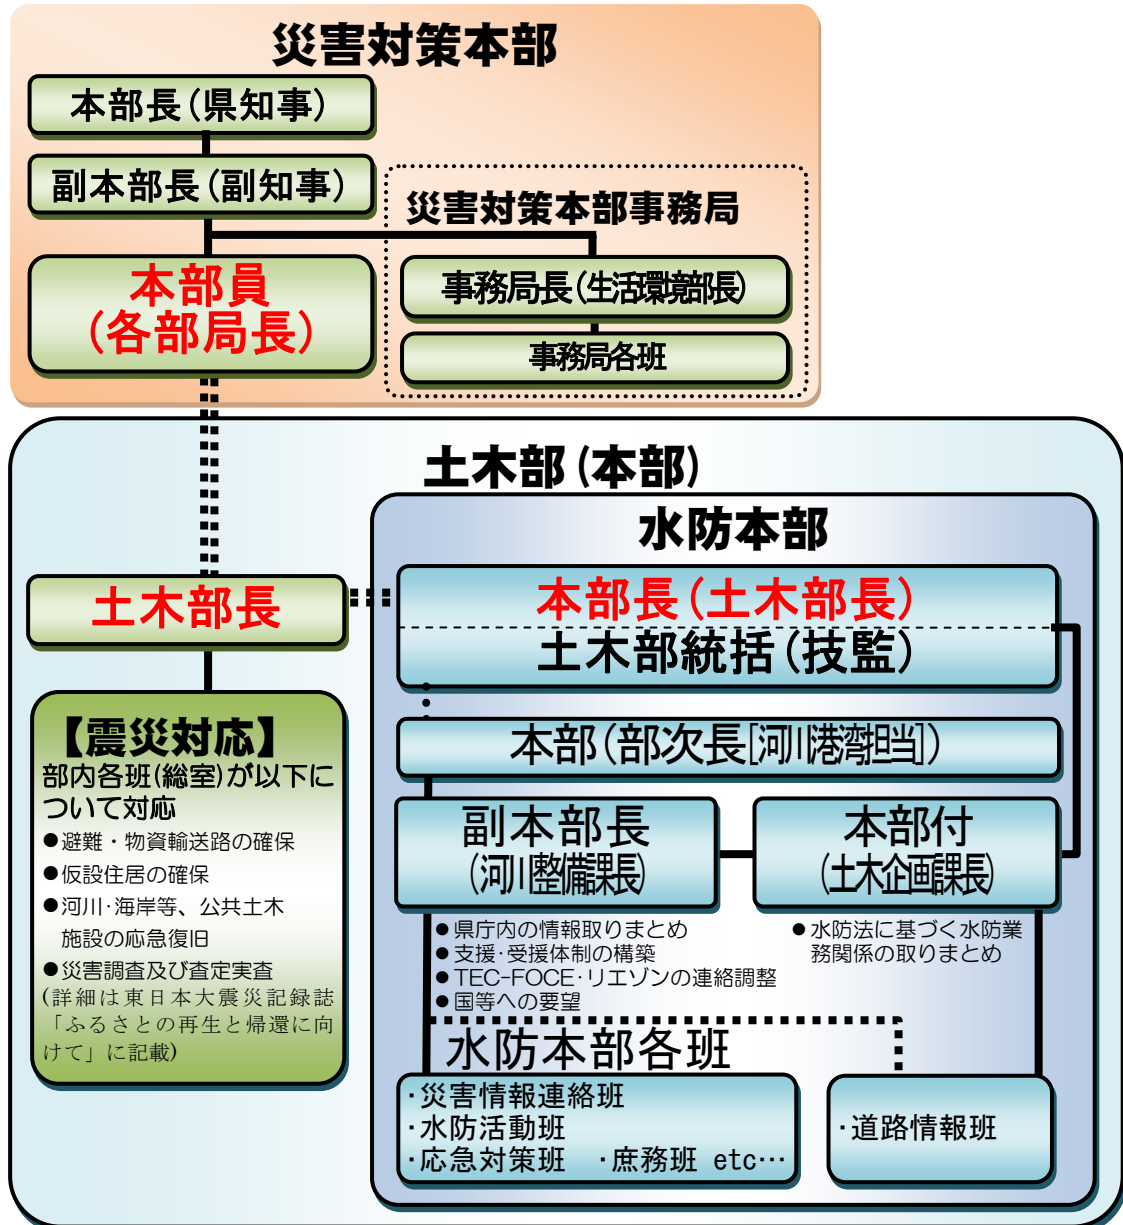 災害対策本部
本部長(県知事)
副本部長(副知事)
災害対策本部事務局
本部員
(各部局長)
事務局長(生活環境部長)
事務局各班
土木部(本部)
水防本部
土木部長
本部長(土木部長)
土木部統括(技監)
【震災対応】
部内各班(総室)が以下に
ついて対応
●避難・物資輸送路の確保
●仮設住居の確保
●河川・海岸等、公共土木
施設の応急復旧
●災害調査及び査定実査
(詳細は東日本大震災記録誌
「ふるさとの再生と帰還に向
けて」に記載)
本部(部次長[河川港湾担当])
副本部長
(河川整備課長)
本部付
(土木企画課長)
●県庁内の情報取りまとめ
●支援・受援体制の構築
●TEC-FOCE・リエゾンの連絡調整
●国等への要望
●水防法に基づく水防業
務関係の取りまとめ
水防本部各班
・災害情報連絡班
・水防活動班
・応急対策班 ・庶務班 etc…
・道路情報班